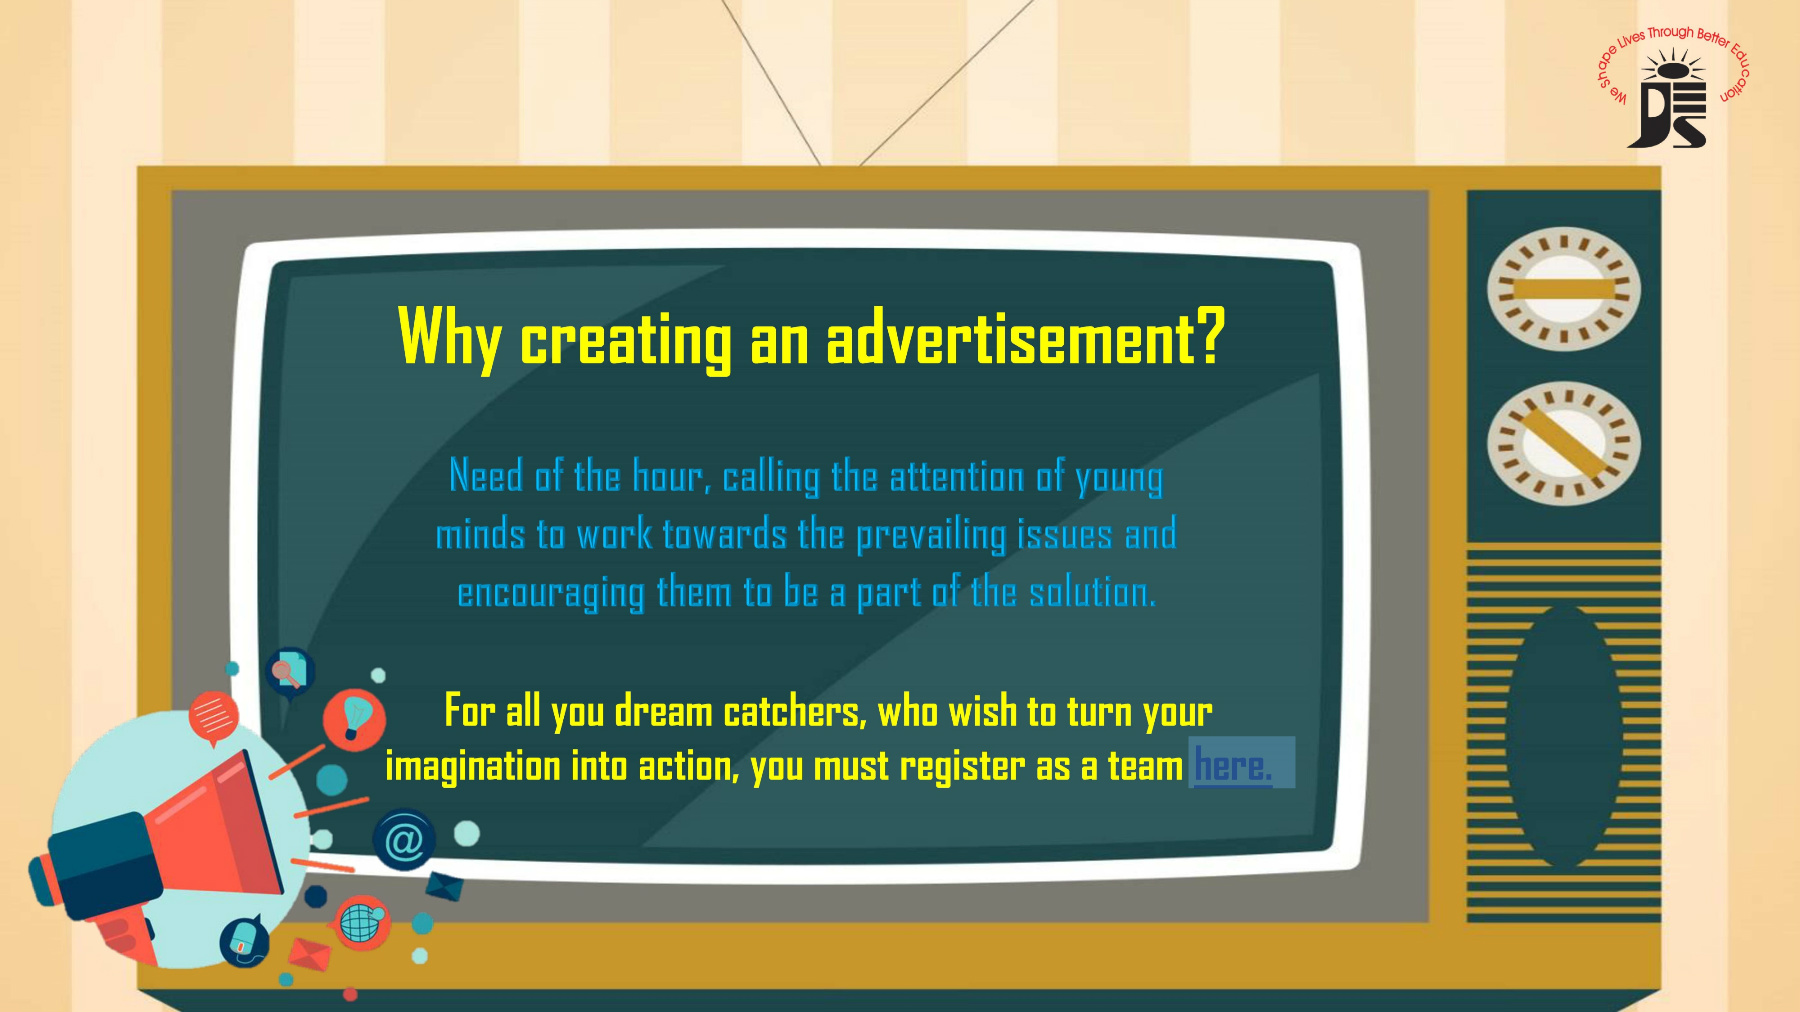 We Shape Lives Through Better Education
JDES
Why creating an advertisement?
Need of the hour, calling the attention of young
minds to work towards the prevailing issues and
encouraging them to be a part of the solution.
For all you dream catchers, who wish to turn your
imagination into action, you must register as a team here.
@